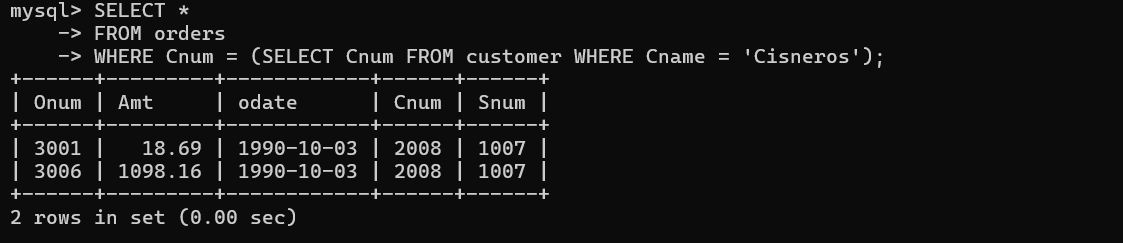 mysql> SELECT *
    -> FROM orders
    -> WHERE Cnum = (SELECT Cnum FROM customer WHERE Cname = 'Cisneros');
+------+---------+------------+------+------+
| Onum | Amt     | odate      | Cnum | Snum |
+------+---------+------------+------+------+
| 3001 |   18.69 | 1990-10-03 | 2008 | 1007 |
| 3006 | 1098.16 | 1990-10-03 | 2008 | 1007 |
+------+---------+------------+------+------+
2 rows in set (0.00 sec)